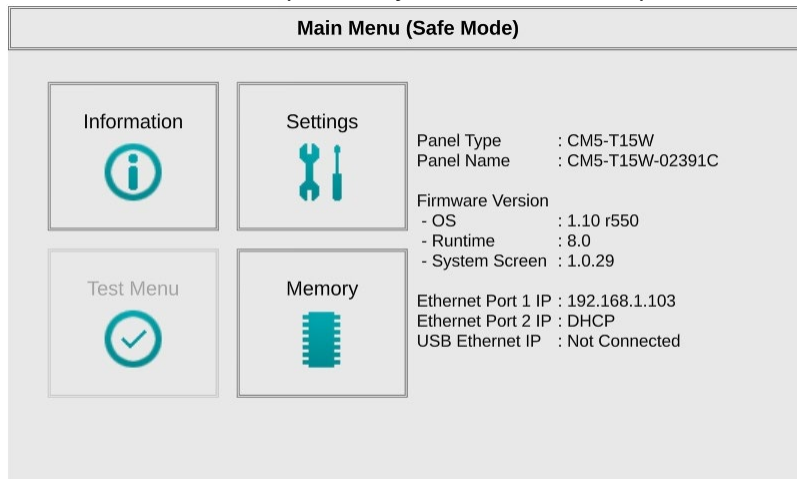 Main Menu (Safe Mode)
Information
Settings
Test Menu
Memory
Panel Type : CM5-T15W
Panel Name : CM5-T15W-02391C
Firmware Version
- OS : 1.10 r550
- Runtime : 8.0
- System Screen : 1.0.29
Ethernet Port 1 IP : 192.168.1.103
Ethernet Port 2 IP : DHCP
USB Ethernet IP : Not Connected